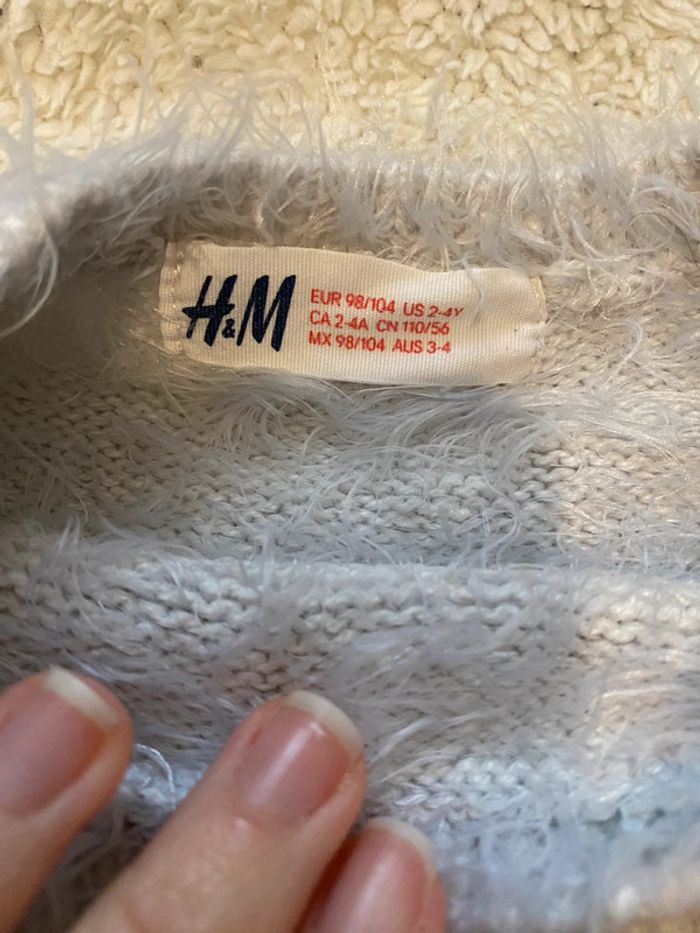 H&M
EUR 98/104 US 2-4Y
CA 2-4A CN 110/56
MX 98/104 AUS 3-4